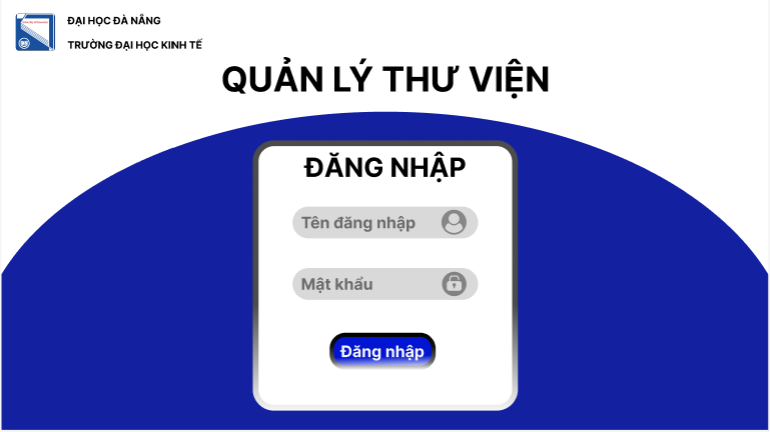 ĐẠI HỌC ĐÀ NẴNG
TRƯỜNG ĐẠI HỌC KINH TẾ
QUẢN LÝ THƯ VIỆN
ĐĂNG NHẬP
Tên đăng nhập
Mật khẩu
Đăng nhập